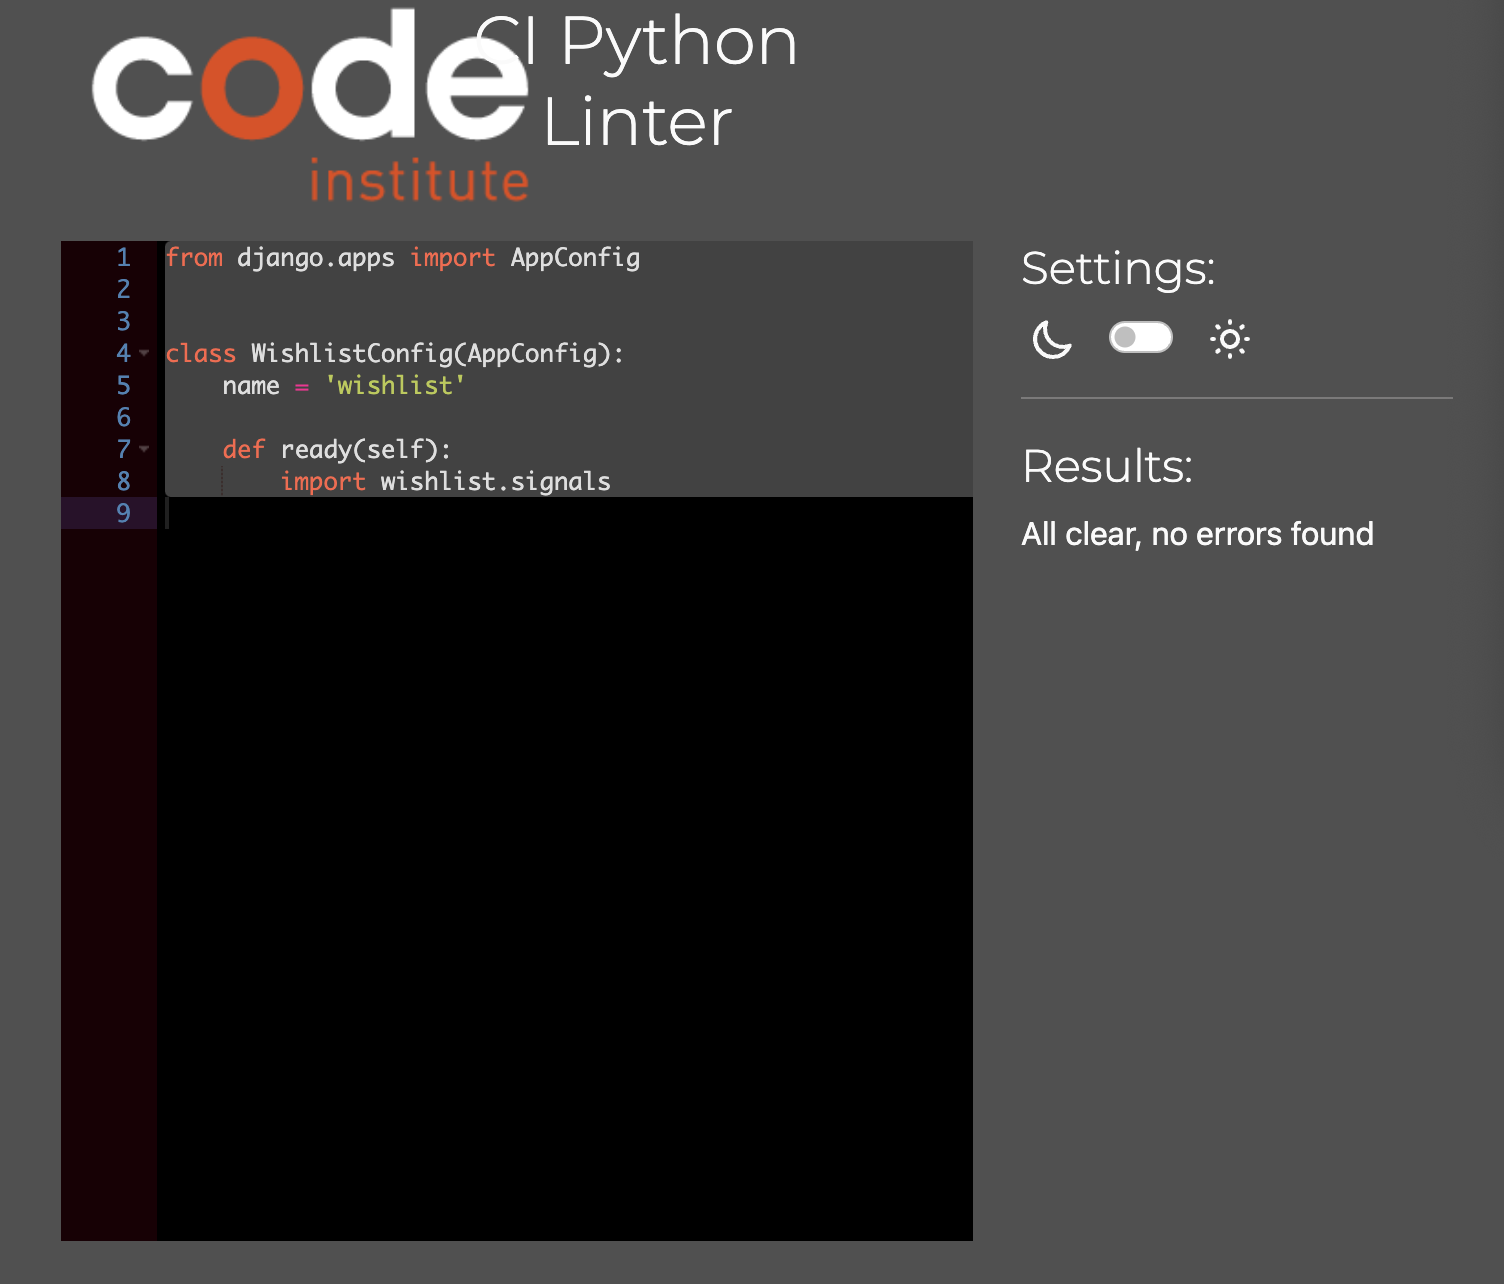 code
institute
CI Python
Linter
1 from django.apps import AppConfig
2
3
4 class WishlistConfig(AppConfig):
5     name = 'wishlist'
6
7     def ready(self):
8         import wishlist.signals
9
Settings:
Results:
All clear, no errors found